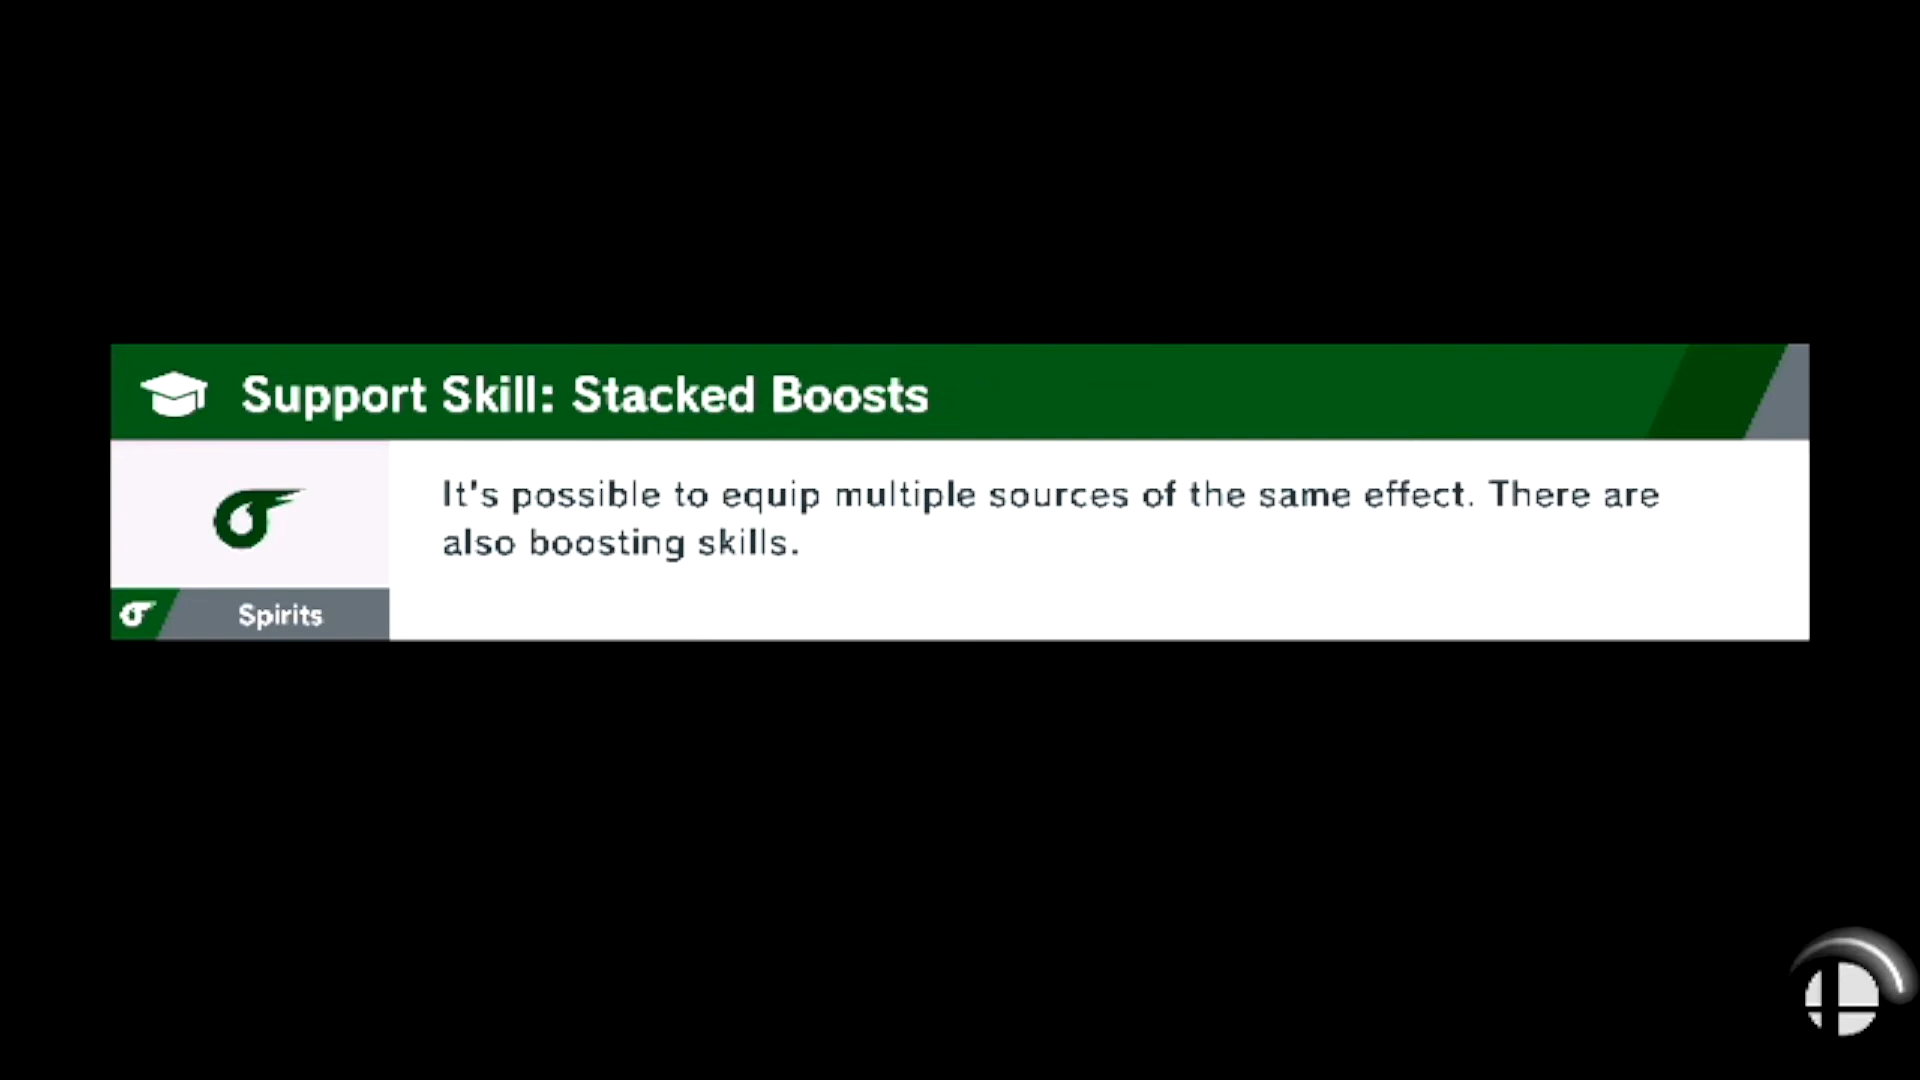 Support Skill: Stacked Boosts
It's possible to equip multiple sources of the same effect. There are
also boosting skills.
Spirits